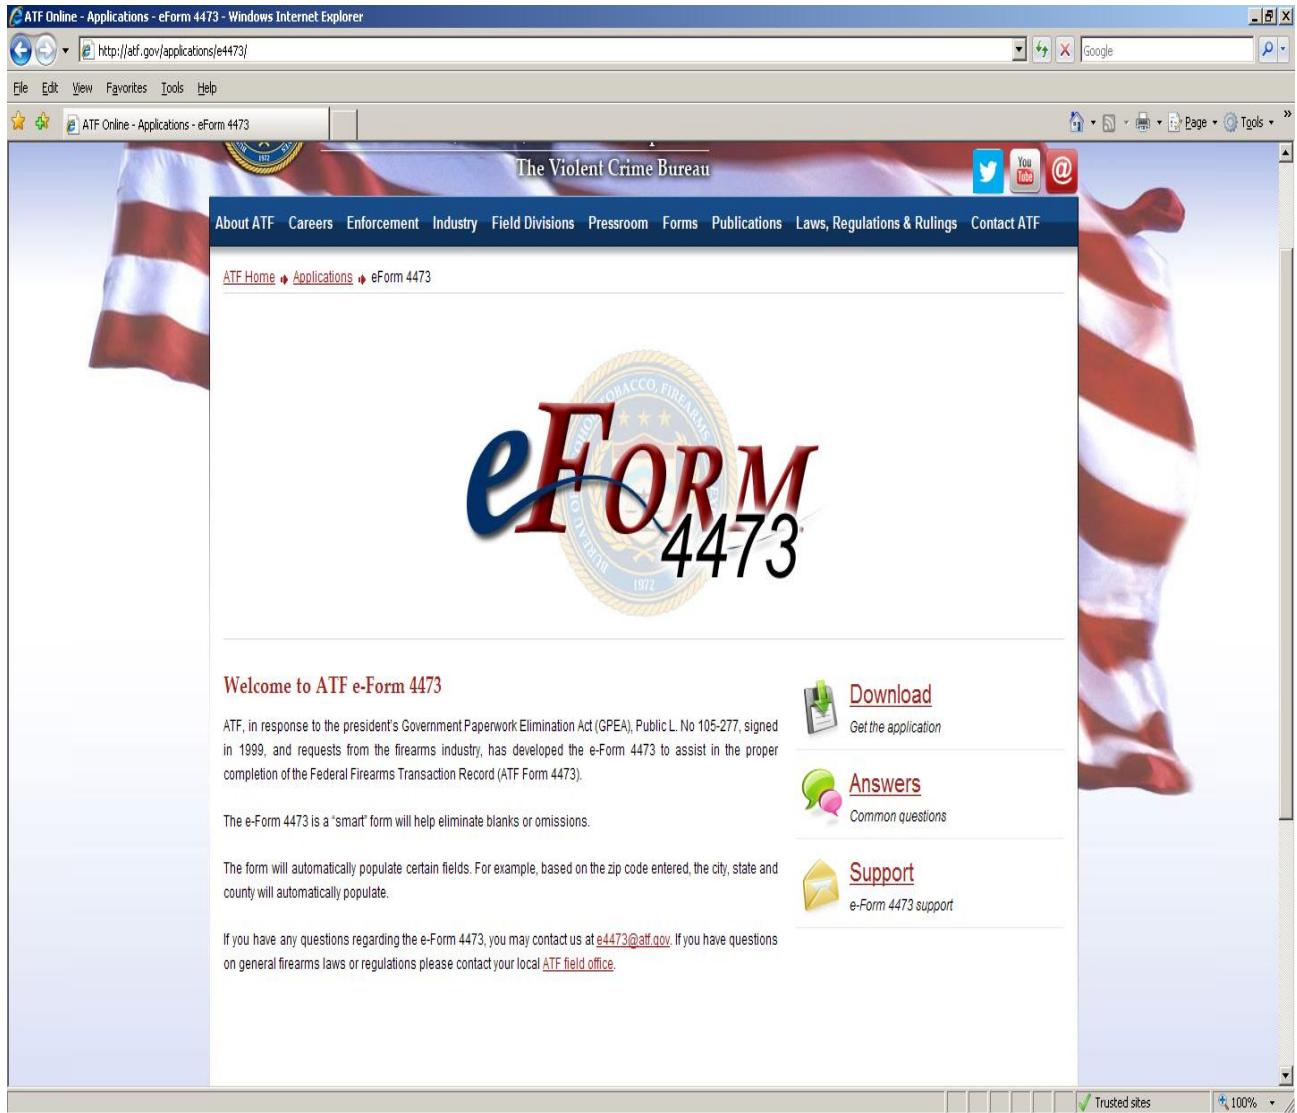 ATF Online - Applications - eForm 4473 - Windows Internet Explorer
http://atf.gov/applications/e4473/
Google
File Edit View Favorites Tools Help
ATF Online - Applications - eForm 4473
Page Tools »
1972
The Violent Crime Bureau
You Tube @
About ATF Careers Enforcement Industry Field Divisions Pressroom Forms Publications Laws, Regulations & Rulings Contact ATF
ATF Home Applications eForm 4473
eFORM
4473
1972
Welcome to ATF e-Form 4473
ATF, in response to the president's Government Paperwork Elimination Act (GPEA), Public L. No 105-277, signed
in 1999, and requests from the firearms industry, has developed the e-Form 4473 to assist in the proper
completion of the Federal Firearms Transaction Record (ATF Form 4473).
The e-Form 4473 is a "smart" form will help eliminate blanks or omissions.
The form will automatically populate certain fields. For example, based on the zip code entered, the city, state and
county will automatically populate.
If you have any questions regarding the e-Form 4473, you may contact us at e4473@atf.gov. If you have questions
on general firearms laws or regulations please contact your local ATF field office.
Download
Get the application
Answers
Common questions
Support
e-Form 4473 support
Trusted sites 100%